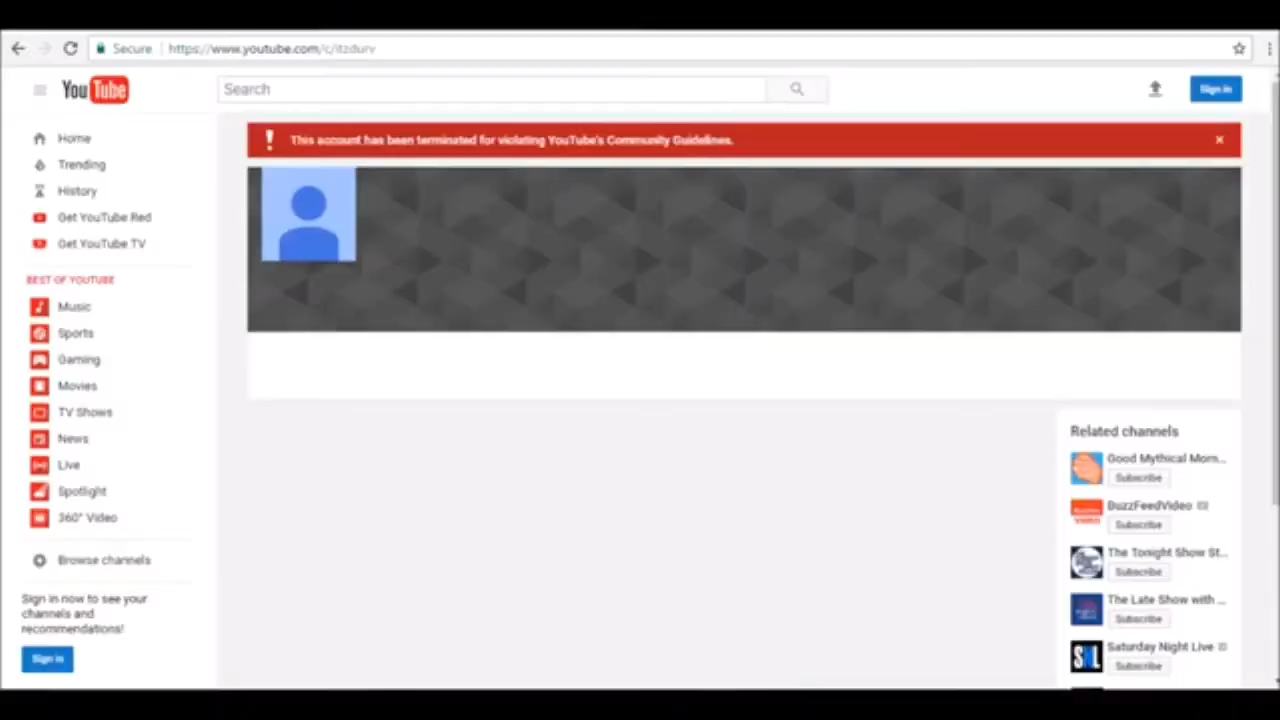 Secure https://www.youtube.com/c/itzdurv
YouTube
Search
Sign in
Home
Trending
History
Get YouTube Red
Get YouTube TV
BEST OF YOUTUBE
Music
Sports
Gaming
Movies
TV Shows
News
Live
Spotlight
360° Video
Browse channels
Sign in now to see your
channels and
recommendations!
Sign in
This account has been terminated for violating YouTube's Community Guidelines.
Related channels
Good Mythical Morn...
Subscribe
BuzzFeedVideo
Subscribe
The Tonight Show St...
Subscribe
The Late Show with ...
Subscribe
SNL
Saturday Night Live
Subscribe